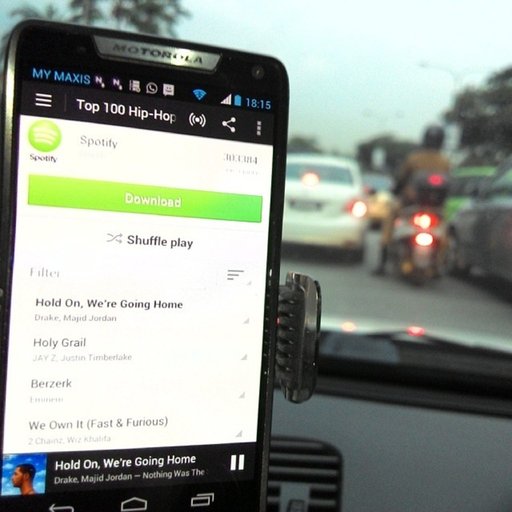 MOTOROLA
MY MAXIS 18:15
Top 100 Hip-Hop
Spotify
Spotify
303384
Download
Shuffle play
Filter
Hold On, We're Going Home
Drake, Majid Jordan
Holy Grail
JAY Z, Justin Timberlake
Berzerk
Eminem
We Own It (Fast & Furious)
2 Chainz, Wiz Khalifa
Hold On, We're Going Home
Drake, Majid Jordan — Nothing Was The